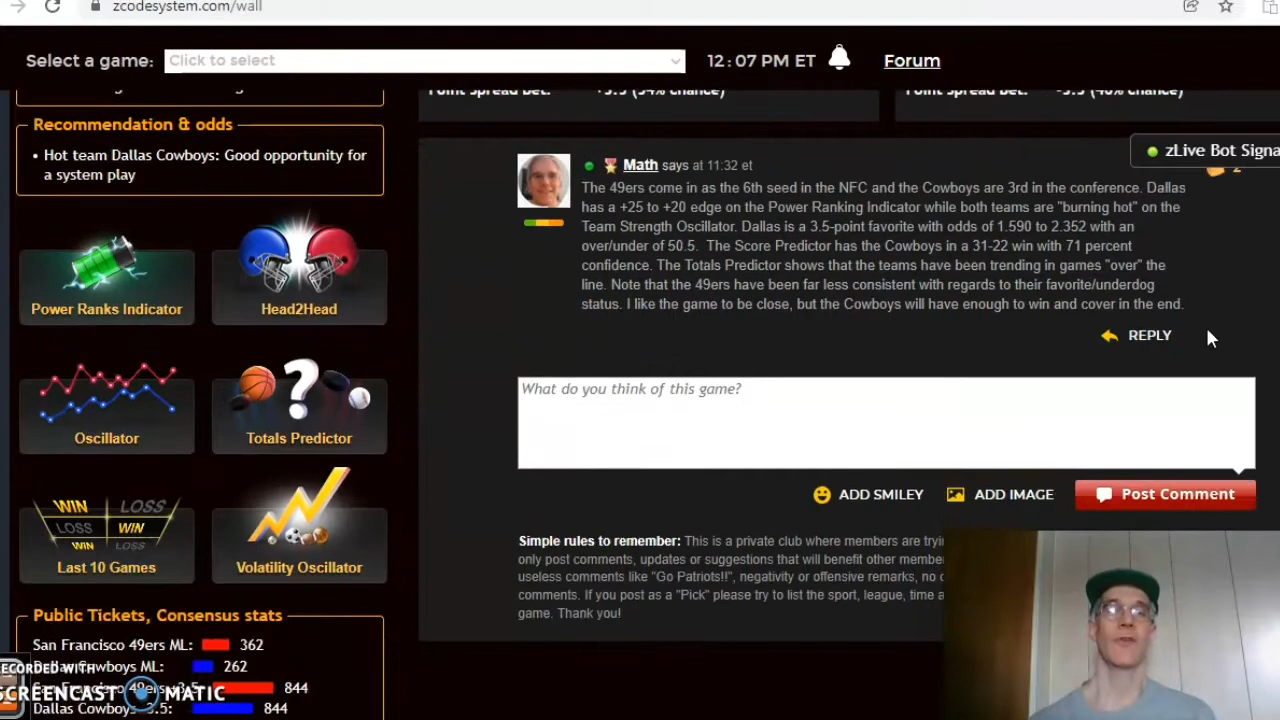 zcodesystem.com/wall
Select a game:
Click to select
12:07 PM ET
Forum
Recommendation & odds
• Hot team Dallas Cowboys: Good opportunity for
a system play
Power Ranks Indicator
Head2Head
Oscillator
Totals Predictor
WIN LOSS
LOSS WIN
WIN LOSS
Last 10 Games
Volatility Oscillator
Public Tickets, Consensus stats
San Francisco 49ers ML: 362
Cowboys ML: 262
844
Dallas Cowboys 844
RECORDED WITH
SCREENCAST MATIC
Point Spread Bet:
Point Spread Bet:
zLive Bot Signa
Math says at 11:32 et
The 49ers come in as the 6th seed in the NFC and the Cowboys are 3rd in the conference. Dallas
has a +25 to +20 edge on the Power Ranking Indicator while both teams are "burning hot" on the
Team Strength Oscillator. Dallas is a 3.5-point favorite with odds of 1.590 to 2.352 with an
over/under of 50.5. The Score Predictor has the Cowboys in a 31-22 win with 71 percent
confidence. The Totals Predictor shows that the teams have been trending in games "over" the
line. Note that the 49ers have been far less consistent with regards to their favorite/underdog
status. I like the game to be close, but the Cowboys will have enough to win and cover in the end.
REPLY
What do you think of this game?
ADD SMILEY
ADD IMAGE
Post Comment
Simple rules to remember: This is a private club where members are tryi
only post comments, updates or suggestions that will benefit other membe
useless comments like "Go Patriots!!", negativity or offensive remarks, no
comments. If you post as a "Pick" please try to list the sport, league, time a
game. Thank you!